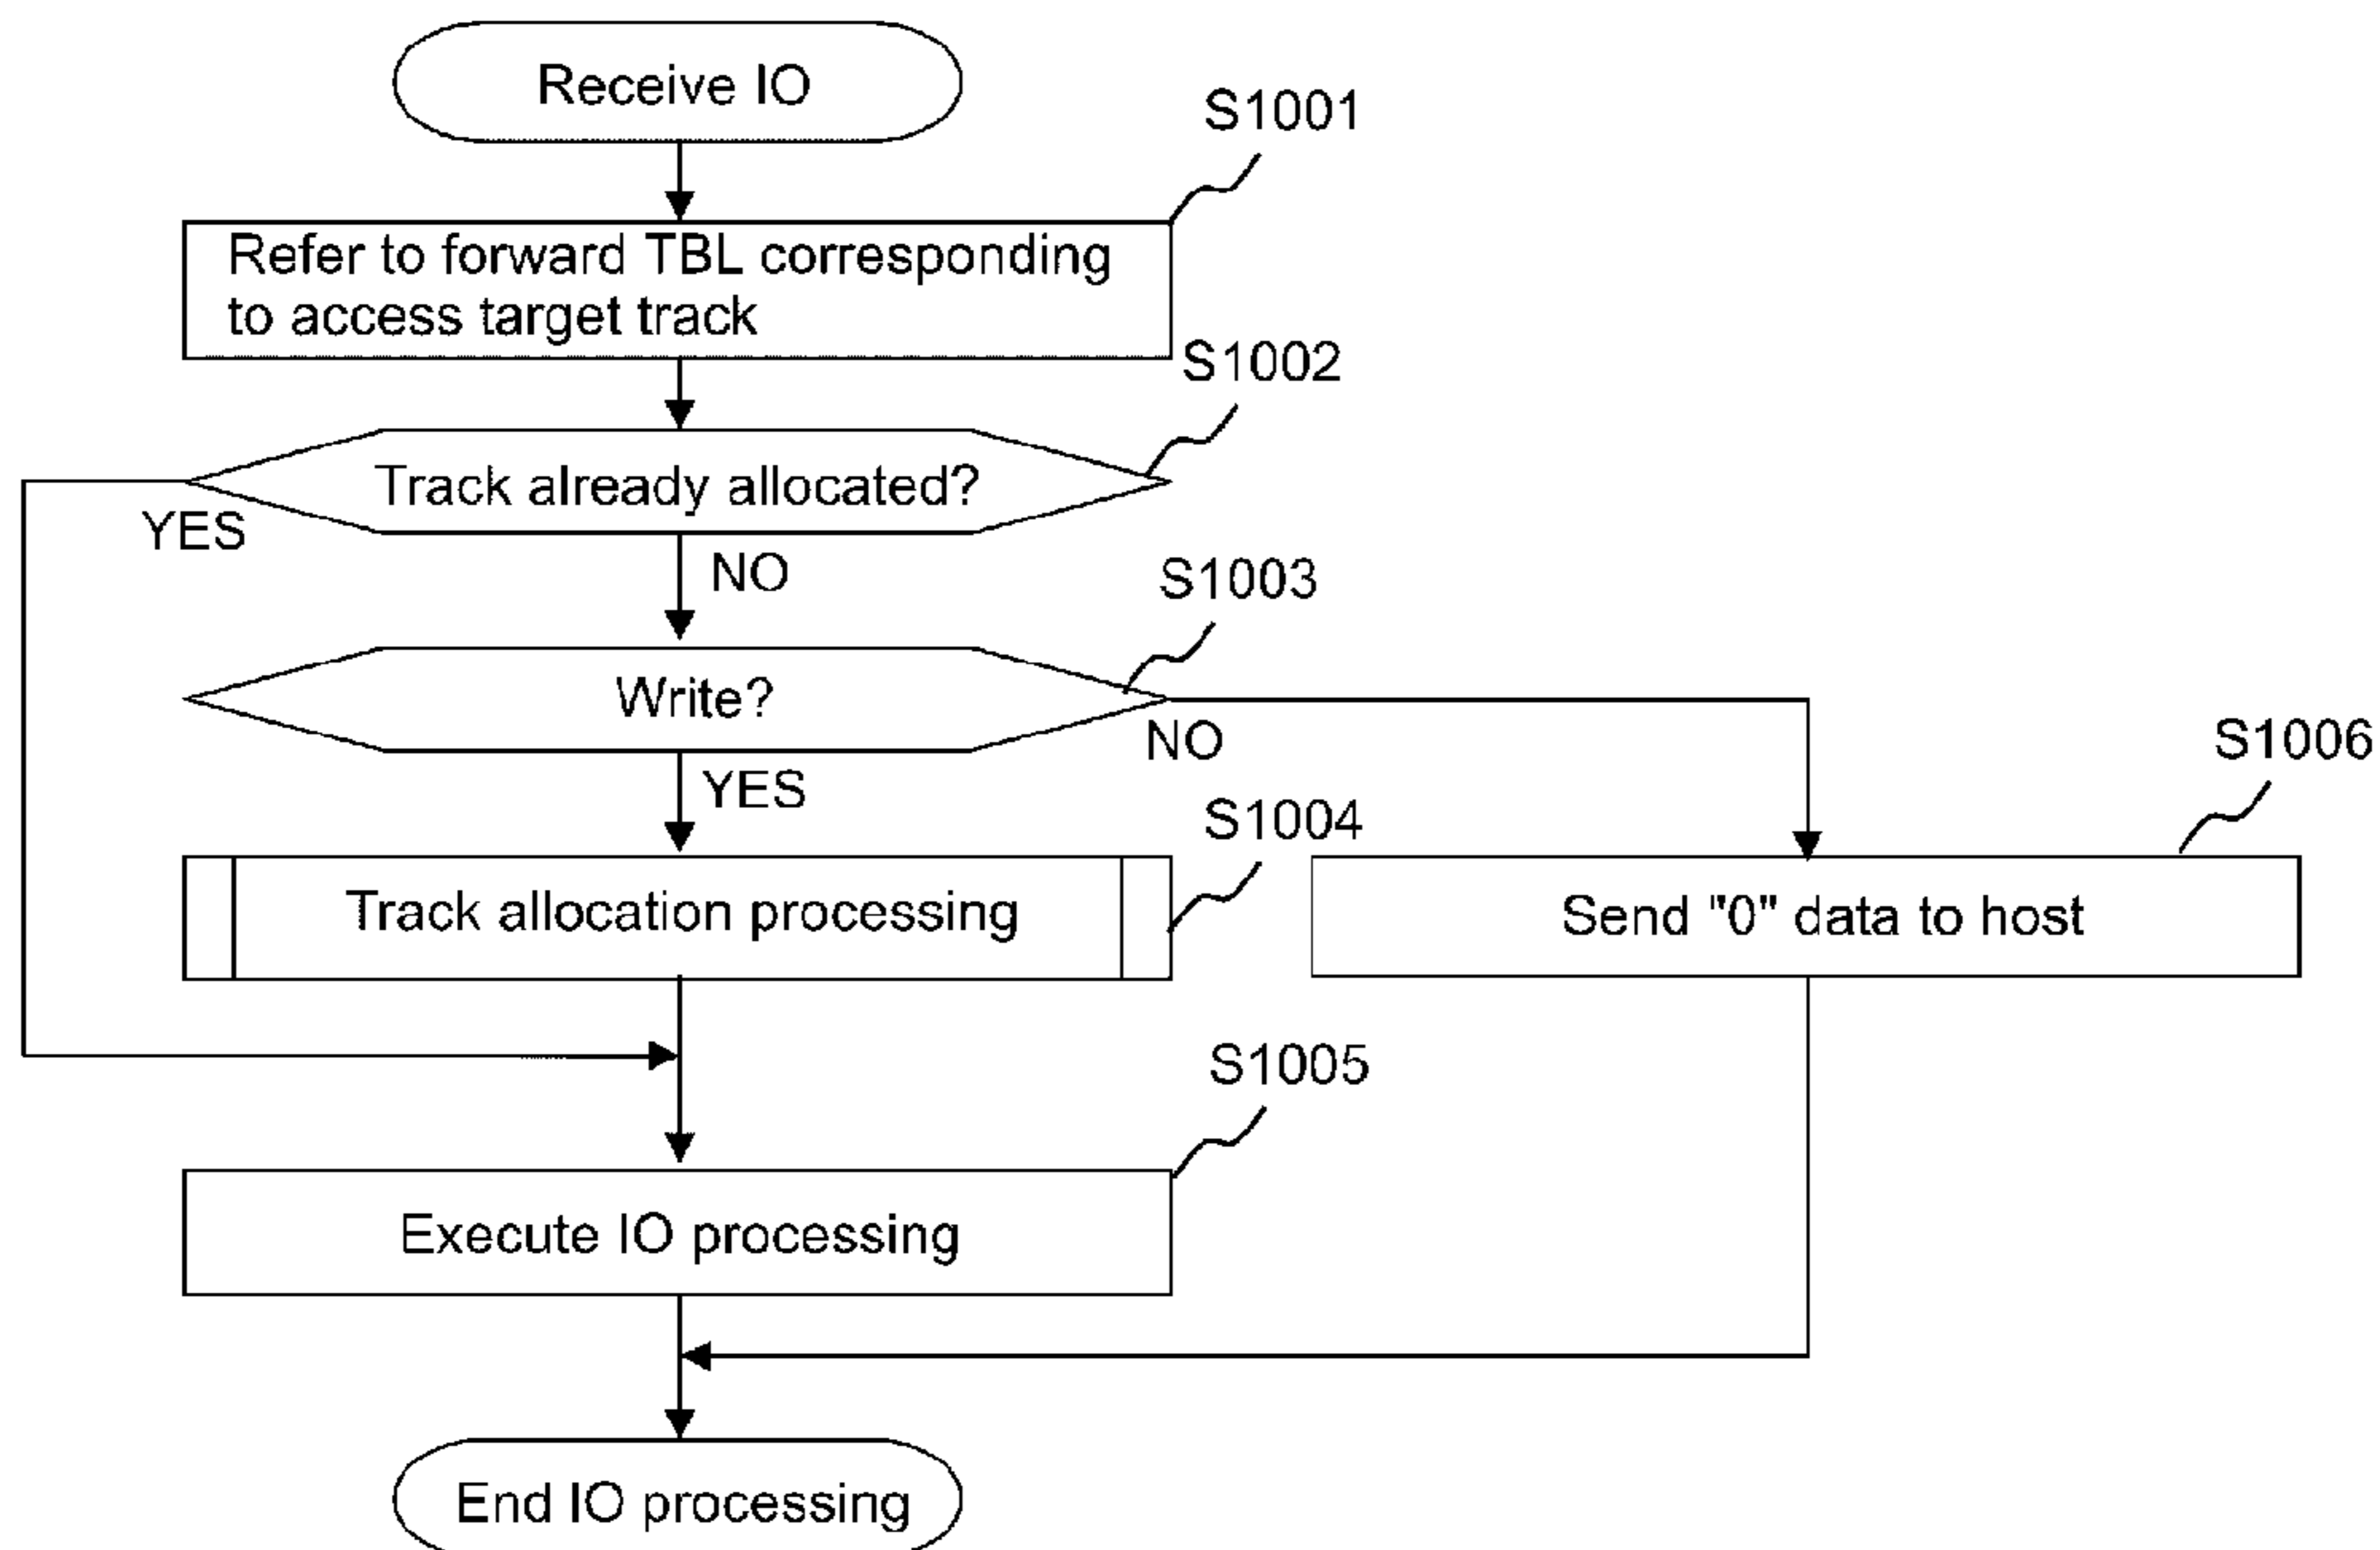 Receive IO
S1001
Refer to forward TBL corresponding
to access target track
S1002
Track already allocated?
YES
NO
S1003
Write?
NO
YES
S1006
S1004
Track allocation processing
Send "0" data to host
S1005
Execute IO processing
End IO processing